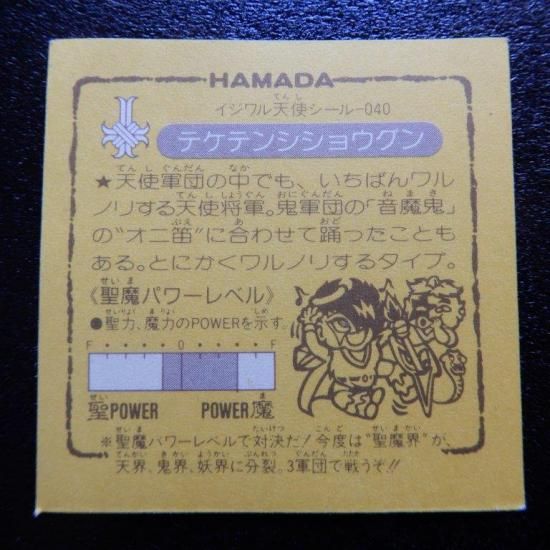 HAMADA
イジワル天使シール-040
テケテンシショウグン
★天使軍団の中でも、いちばんワル
ノリする天使将軍。鬼軍団の「音魔鬼」
の“オニ笛”に合わせて踊ったことも
ある。とにかくワルノリするタイプ。
《聖魔パワーレベル》
●聖力、魔力のPOWERを示す。
F・・・・0・・・・F
聖POWER POWER魔
※聖魔パワーレベルで対決だ!今度は“聖魔界”が、
天界、鬼界、妖界に分裂。3軍団で戦うぞ!!